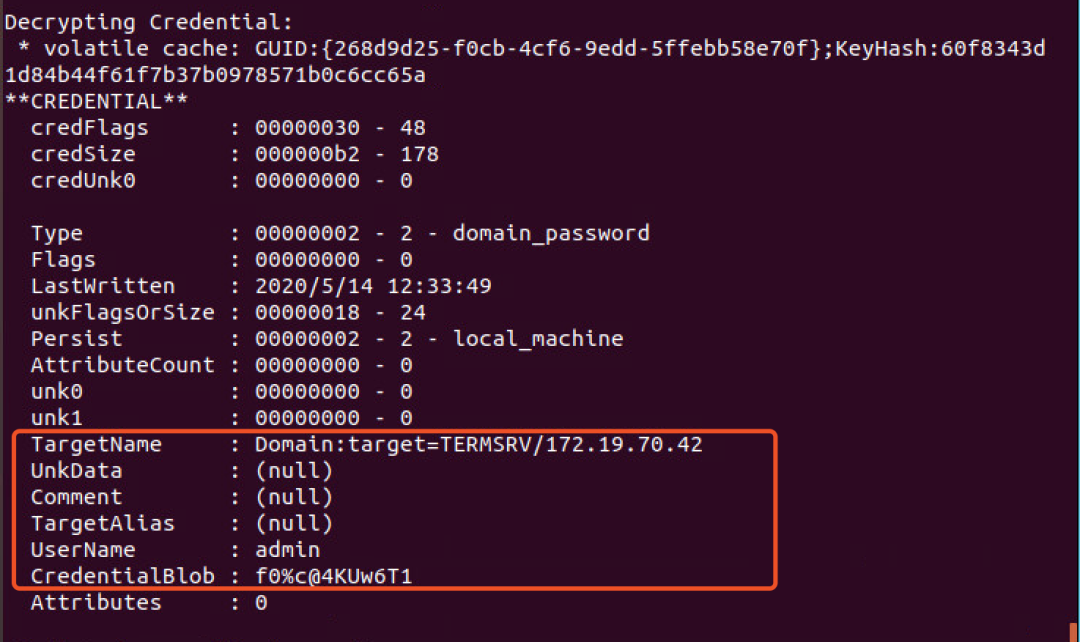 Decrypting Credential:
 * volatile cache: GUID:{268d9d25-f0cb-4cf6-9edd-5ffebb58e70f};KeyHash:60f8343d
1d84b44f61f7b37b0978571b0c6cc65a
**CREDENTIAL**
  credFlags      : 00000030 - 48
  credSize       : 000000b2 - 178
  credUnk0       : 00000000 - 0

  Type           : 00000002 - 2 - domain_password
  Flags          : 00000000 - 0
  LastWritten    : 2020/5/14 12:33:49
  unkFlagsOrSize : 00000018 - 24
  Persist        : 00000002 - 2 - local_machine
  AttributeCount : 00000000 - 0
  unk0           : 00000000 - 0
  unk1           : 00000000 - 0
  TargetName     : Domain:target=TERMSRV/172.19.70.42
  UnkData        : (null)
  Comment        : (null)
  TargetAlias    : (null)
  UserName       : admin
  CredentialBlob : f0%c@4KUw6T1
  Attributes     : 0